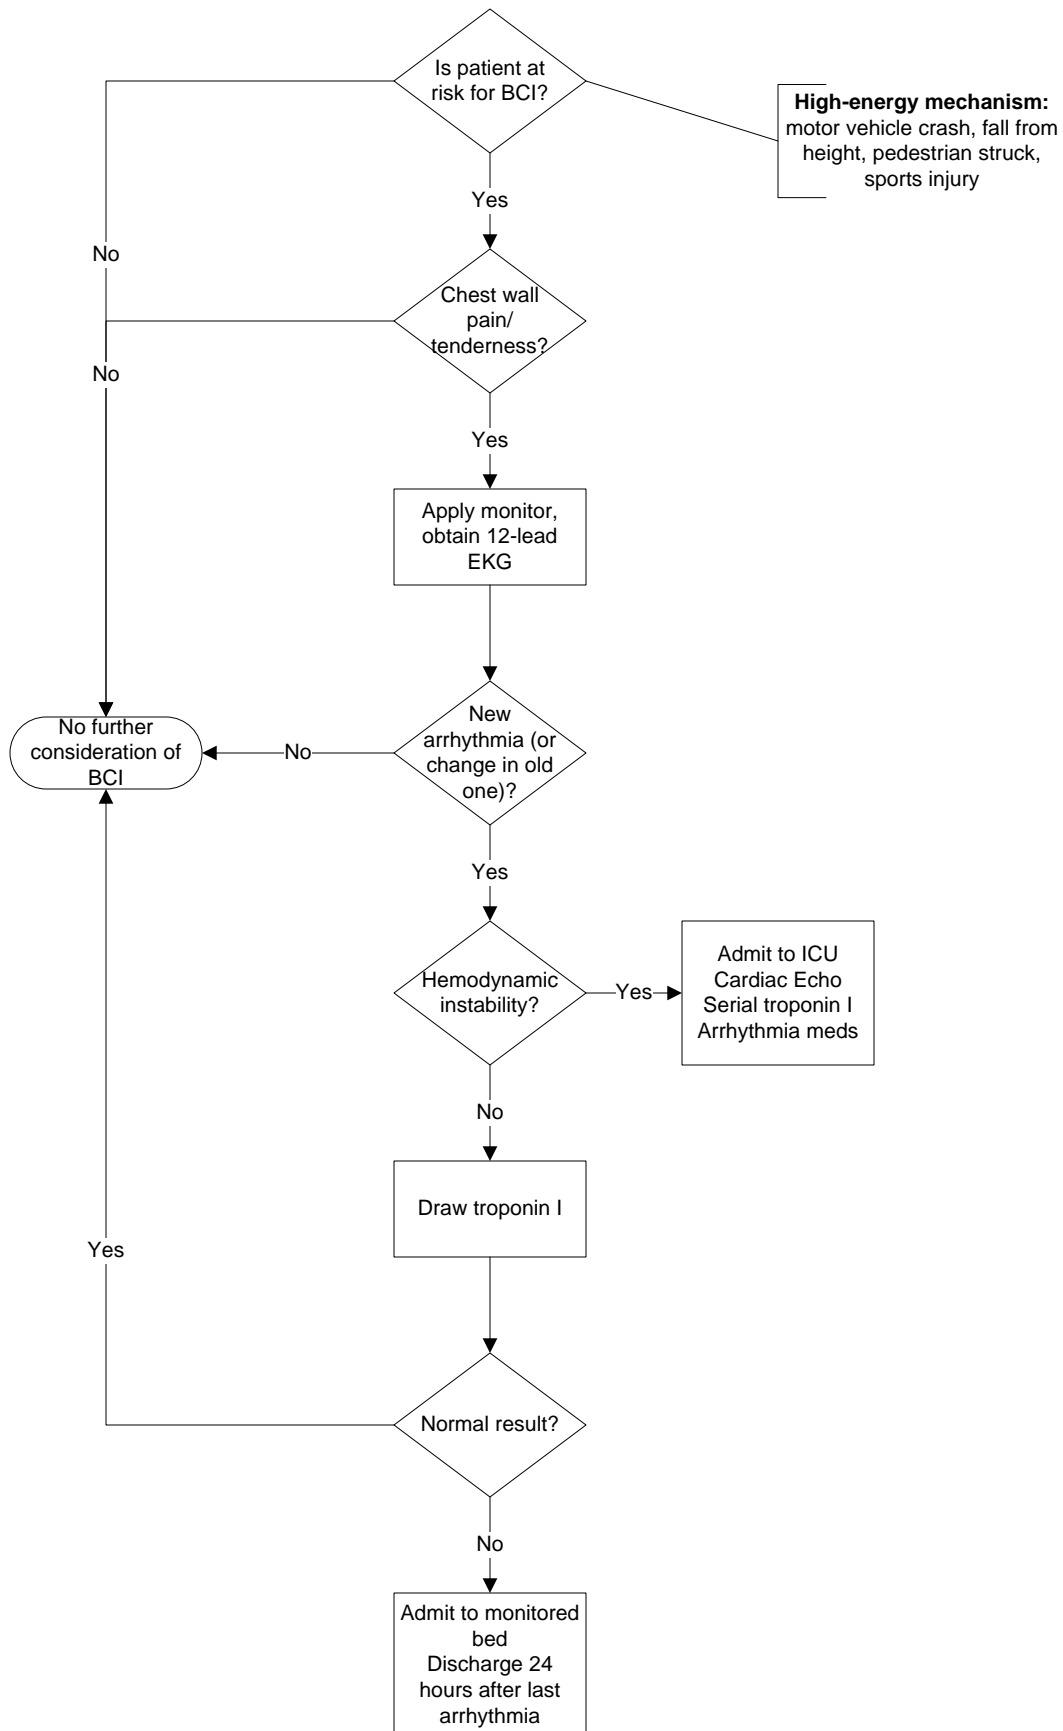 Is patient at
risk for BCI?
High-energy mechanism:
motor vehicle crash, fall from
height, pedestrian struck,
sports injury
Yes
No
Chest wall
pain/
tenderness?
No
Yes
Apply monitor,
obtain 12-lead
EKG
New
arrhythmia (or
change in old
one)?
No
No further
consideration of
BCI
Yes
Hemodynamic
instability?
Yes
Admit to ICU
Cardiac Echo
Serial troponin I
Arrhythmia meds
No
Draw troponin I
Yes
Normal result?
No
Admit to monitored
bed
Discharge 24
hours after last
arrhythmia